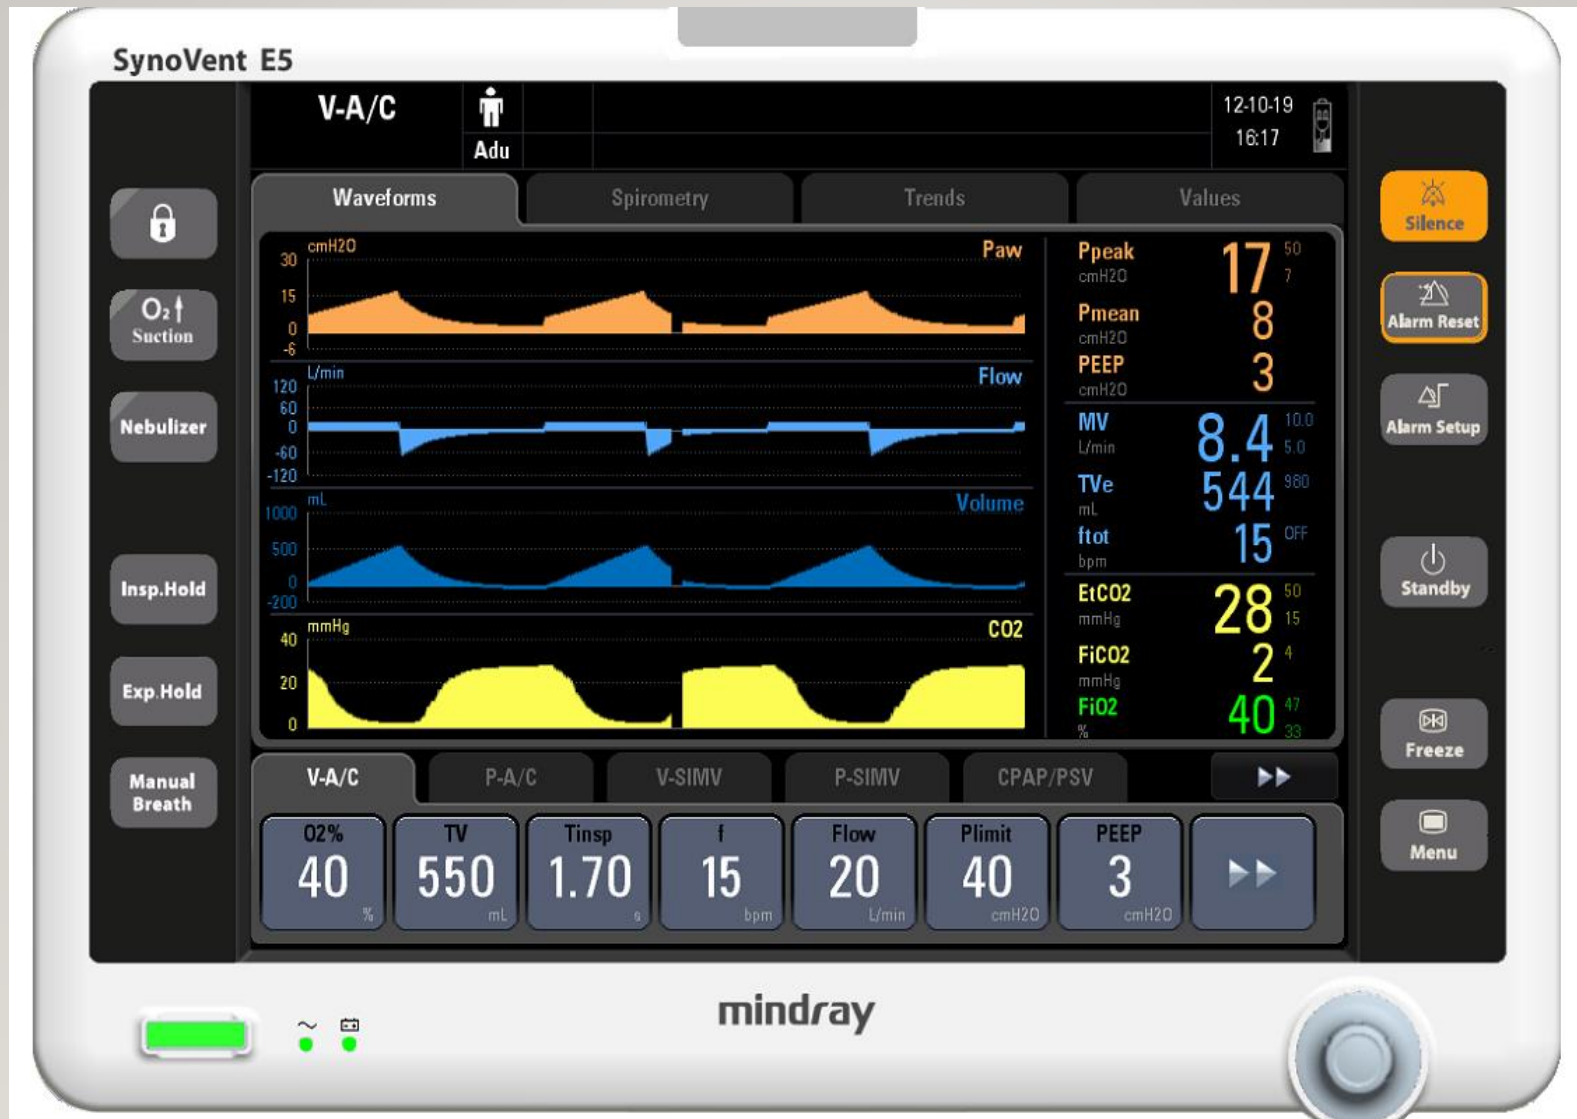 SynoVent E5
V-A/C
Adu
12-10-19
16:17
Waveforms
Spirometry
Trends
Values
cmH2O
Paw
30
15
0
-6
L/min
Flow
120
60
0
-60
-120
mL
Volume
1000
500
0
-200
mmHg
CO2
40
20
0
Ppeak
cmH2O
17
50
7
Pmean
cmH2O
8
PEEP
cmH2O
3
MV
L/min
8.4
10.0
5.0
TVe
mL
544
980
ftot
bpm
15
OFF
EtCO2
mmHg
28
50
15
FiCO2
mmHg
2
4
FiO2
%
40
47
33
V-A/C
P-A/C
V-SIMV
P-SIMV
CPAP/PSV
O2%
40
%
TV
550
mL
Tinsp
1.70
s
f
15
bpm
Flow
20
L/min
Plimit
40
cmH2O
PEEP
3
cmH2O
O2
Suction
Nebulizer
Insp.Hold
Exp.Hold
Manual
Breath
Silence
Alarm Reset
Alarm Setup
Standby
Freeze
Menu
mindray